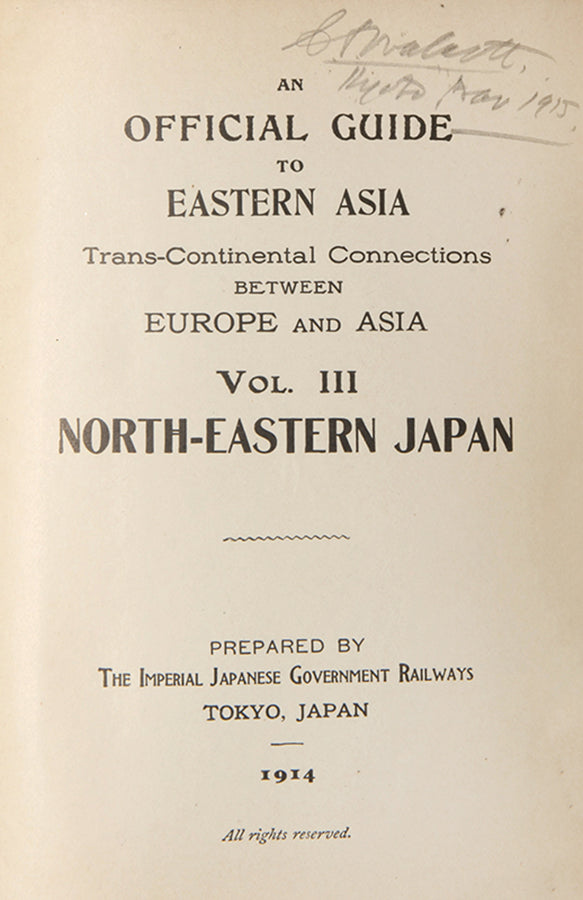 Kyoto 1915.
AN
OFFICIAL GUIDE
TO
EASTERN ASIA
Trans-Continental Connections
BETWEEN
EUROPE AND ASIA
VOL. III
NORTH-EASTERN JAPAN
PREPARED BY
THE IMPERIAL JAPANESE GOVERNMENT RAILWAYS
TOKYO, JAPAN
1914
All rights reserved.